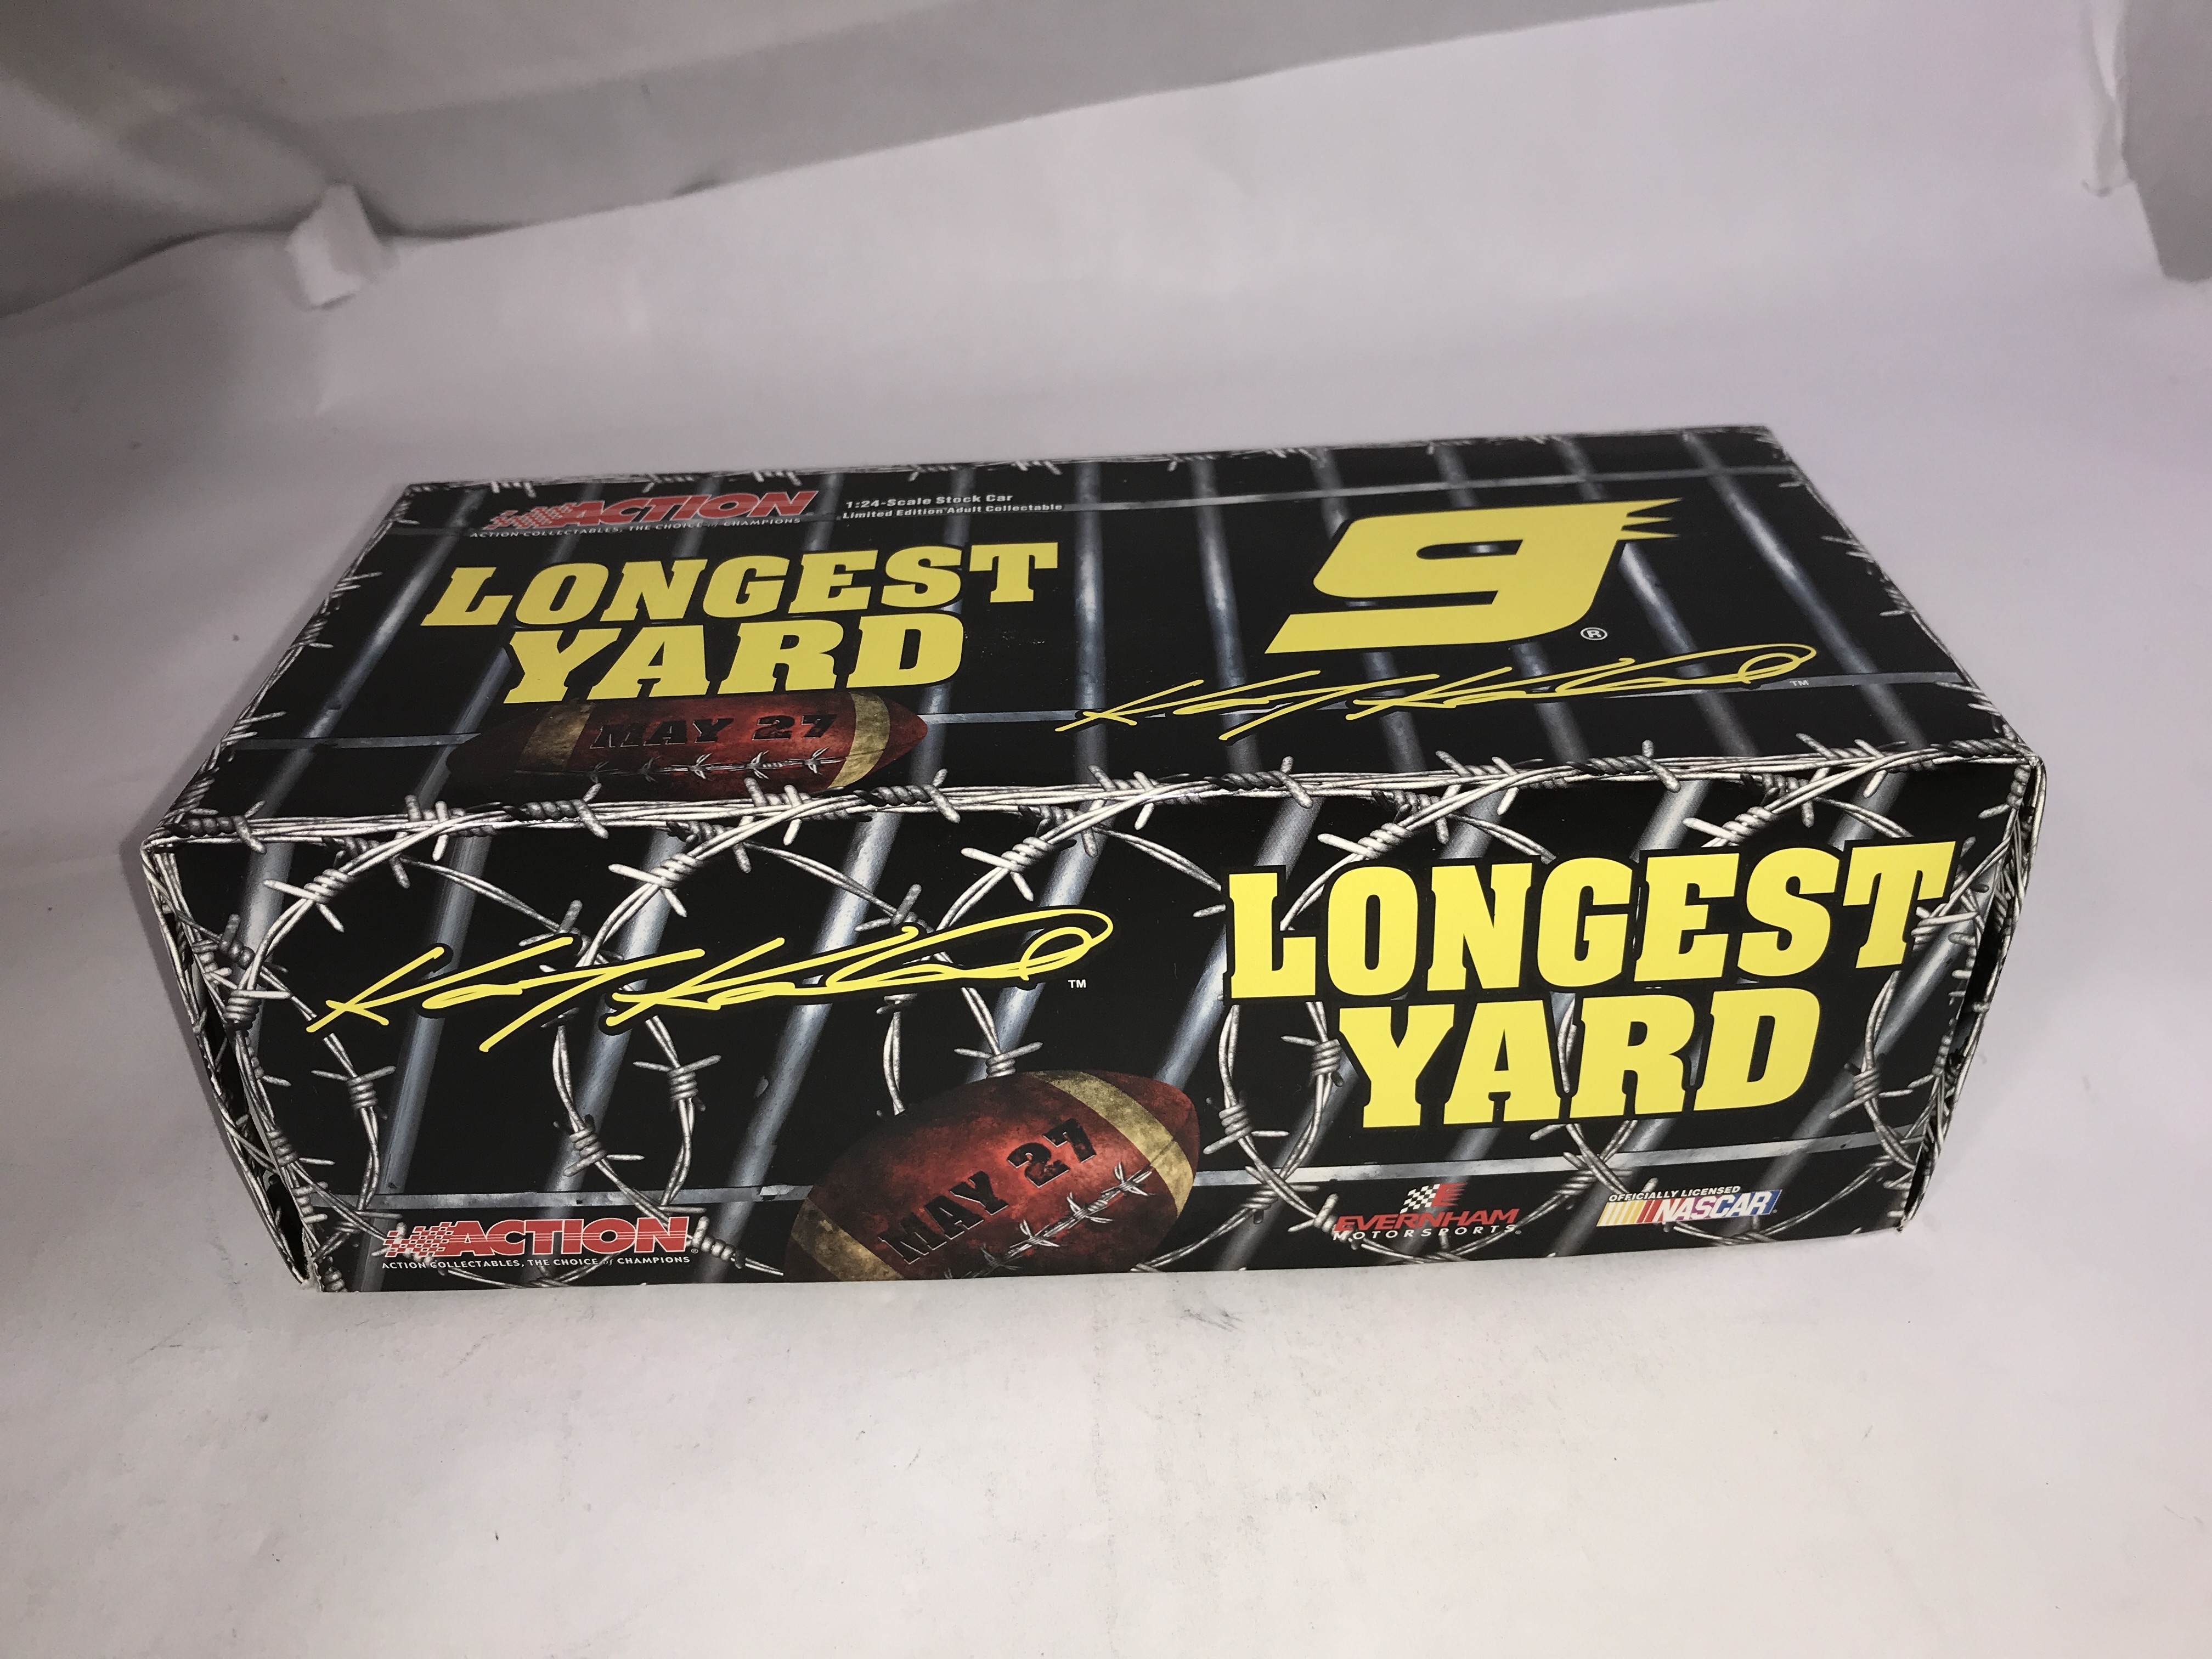 ACTION
ACTION COLLECTABLES, THE CHOICE of CHAMPIONS
1:24-Scale Stock Car
Limited Edition Adult Collectable
LONGEST
YARD
MAY 27
9
®
TM
LONGEST
YARD
TM
MAY 27
ACTION®
ACTION COLLECTABLES, THE CHOICE of CHAMPIONS
EVERNHAM
MOTORSPORTS
OFFICIALLY LICENSED
NASCAR